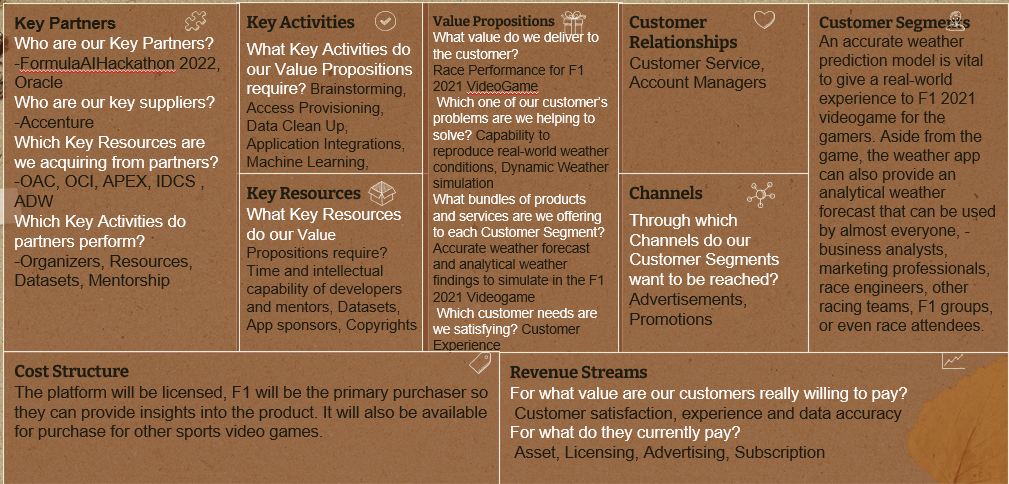 Key Partners
Who are our Key Partners?
-FormulaAIHackathon 2022,
Oracle
Who are our key suppliers?
-Accenture
Which Key Resources are
we acquiring from partners?
-OAC, OCI, APEX, IDCS ,
ADW
Which Key Activities do
partners perform?
-Organizers, Resources,
Datasets, Mentorship
Key Activities
What Key Activities do
our Value Propositions
require? Brainstorming,
Access Provisioning,
Data Clean Up,
Application Integrations,
Machine Learning,
Key Resources
What Key Resources
do our Value
Propositions require?
Time and intellectual
capability of developers
and mentors, Datasets,
App sponsors, Copyrights
Value Propositions
What value do we deliver to
the customer?
Race Performance for F1
2021 VideoGame
Which one of our customer's
problems are we helping to
solve? Capability to
reproduce real-world weather
conditions, Dynamic Weather
simulation
What bundles of products
and services are we offering
to each Customer Segment?
Accurate weather forecast
and analytical weather
findings to simulate in the F1
2021 Videogame
Which customer needs are
we satisfying? Customer
Experience
Customer
Relationships
Customer Service,
Account Managers
Channels
Through which
Channels do our
Customer Segments
want to be reached?
Advertisements,
Promotions
Customer Segments
An accurate weather
prediction model is vital
to give a real-world
experience to F1 2021
videogame for the
gamers. Aside from the
game, the weather app
can also provide an
analytical weather
forecast that can be used
by almost everyone, -
business analysts,
marketing professionals,
race engineers, other
racing teams, F1 groups,
or even race attendees.
Cost Structure
The platform will be licensed, F1 will be the primary purchaser so
they can provide insights into the product. It will also be available
for purchase for other sports video games.
Revenue Streams
For what value are our customers really willing to pay?
Customer satisfaction, experience and data accuracy
For what do they currently pay?
Asset, Licensing, Advertising, Subscription